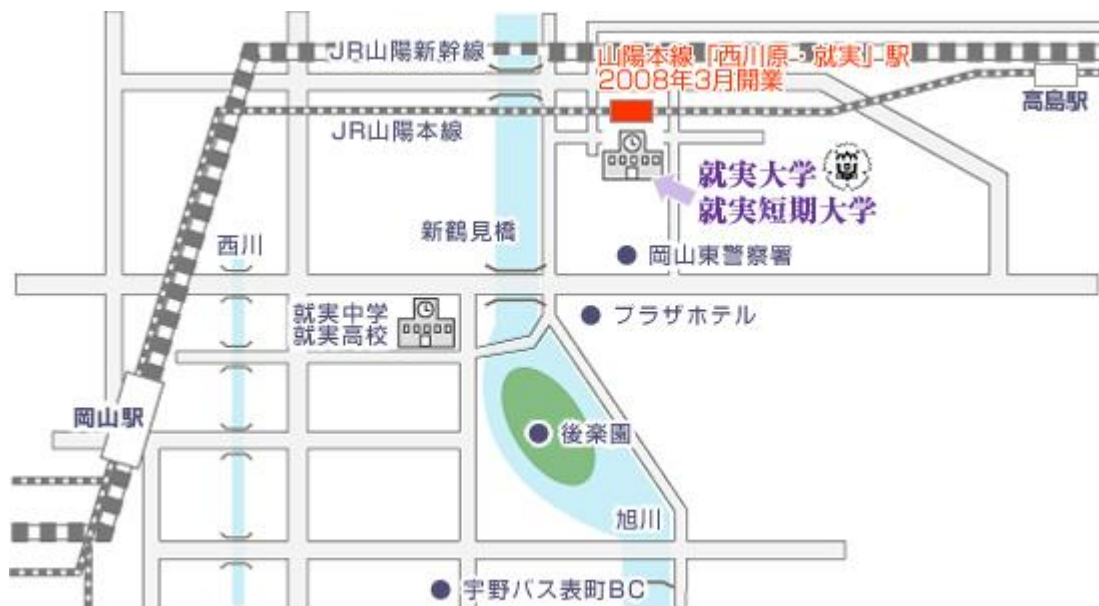 JR山陽新幹線
山陽本線「西川原・就実」駅
2008年3月開業
高島駅
JR山陽本線
就実大学
就実短期大学
新鶴見橋
西川
岡山東警察署
就実中学
就実高校
プラザホテル
岡山駅
後楽園
旭川
宇野バス表町BC